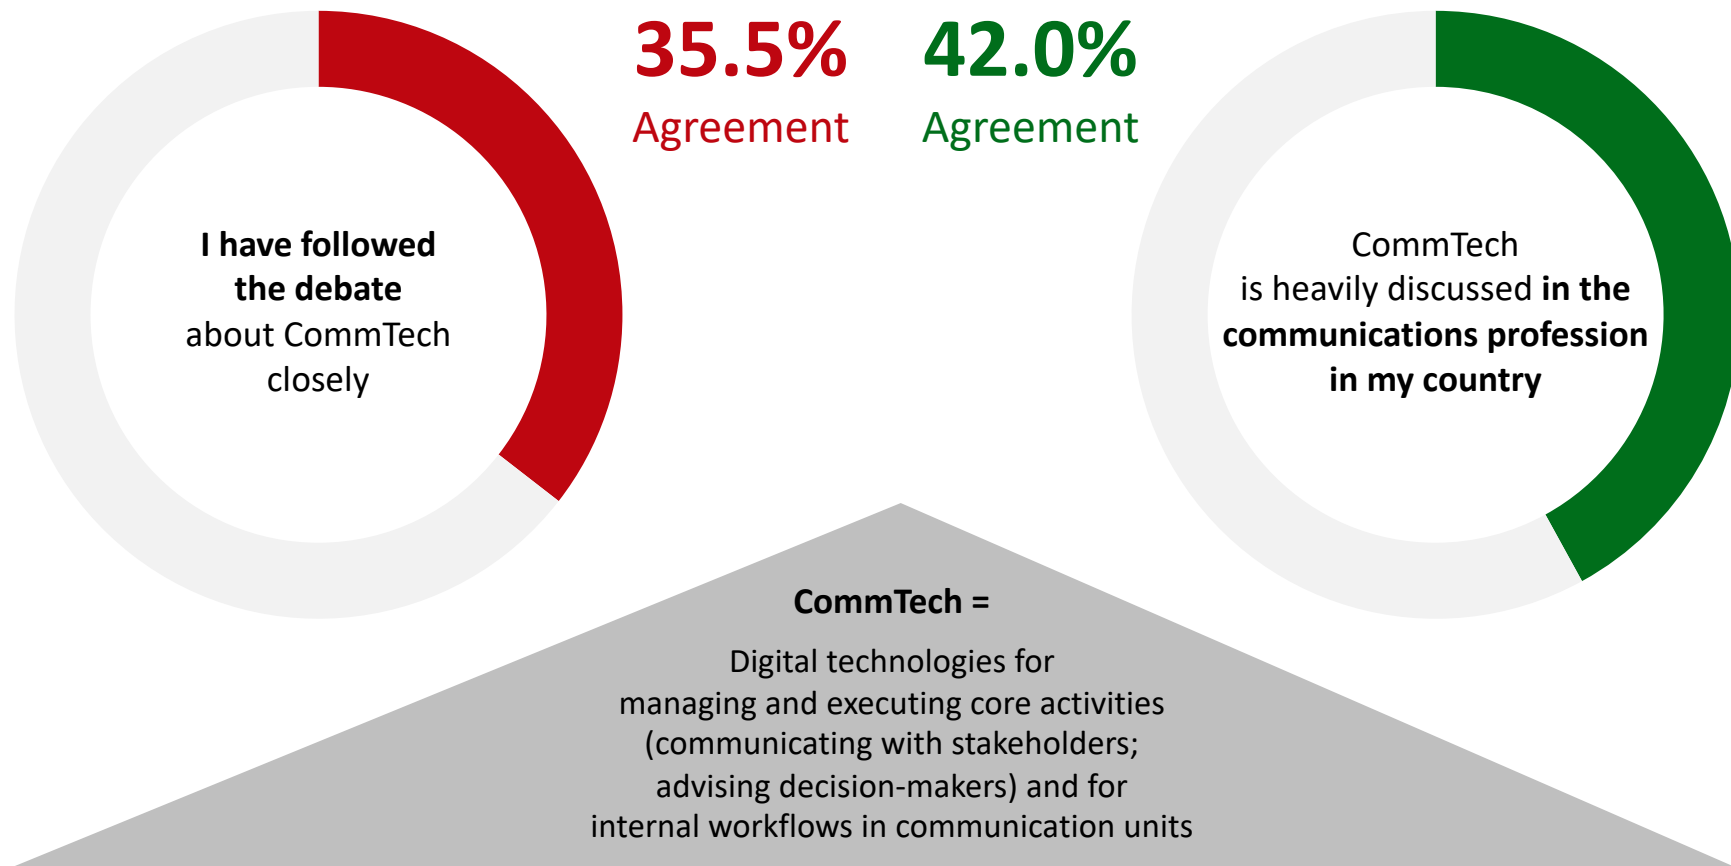 35.5%
Agreement
42.0%
Agreement
I have followed
the debate
about CommTech
closely
CommTech
is heavily discussed in the
communications profession
in my country
CommTech =
Digital technologies for
managing and executing core activities
(communicating with stakeholders;
advising decision-makers) and for
internal workflows in communication units